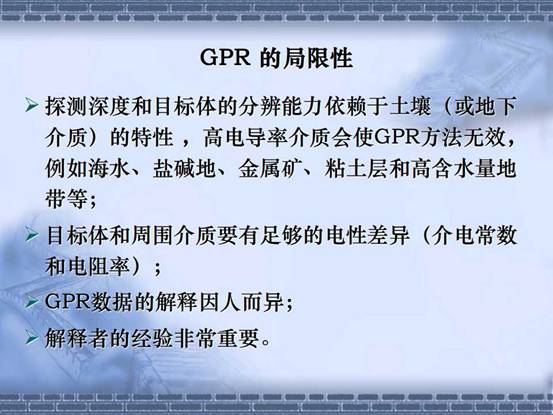 GPR 的局限性
探测深度和目标体的分辨能力依赖于土壤（或地下
介质）的特性 ，高电导率介质会使GPR方法无效，
例如海水、盐碱地、金属矿、粘土层和高含水量地
带等；
目标体和周围介质要有足够的电性差异（介电常数
和电阻率）；
GPR数据的解释因人而异；
解释者的经验非常重要。